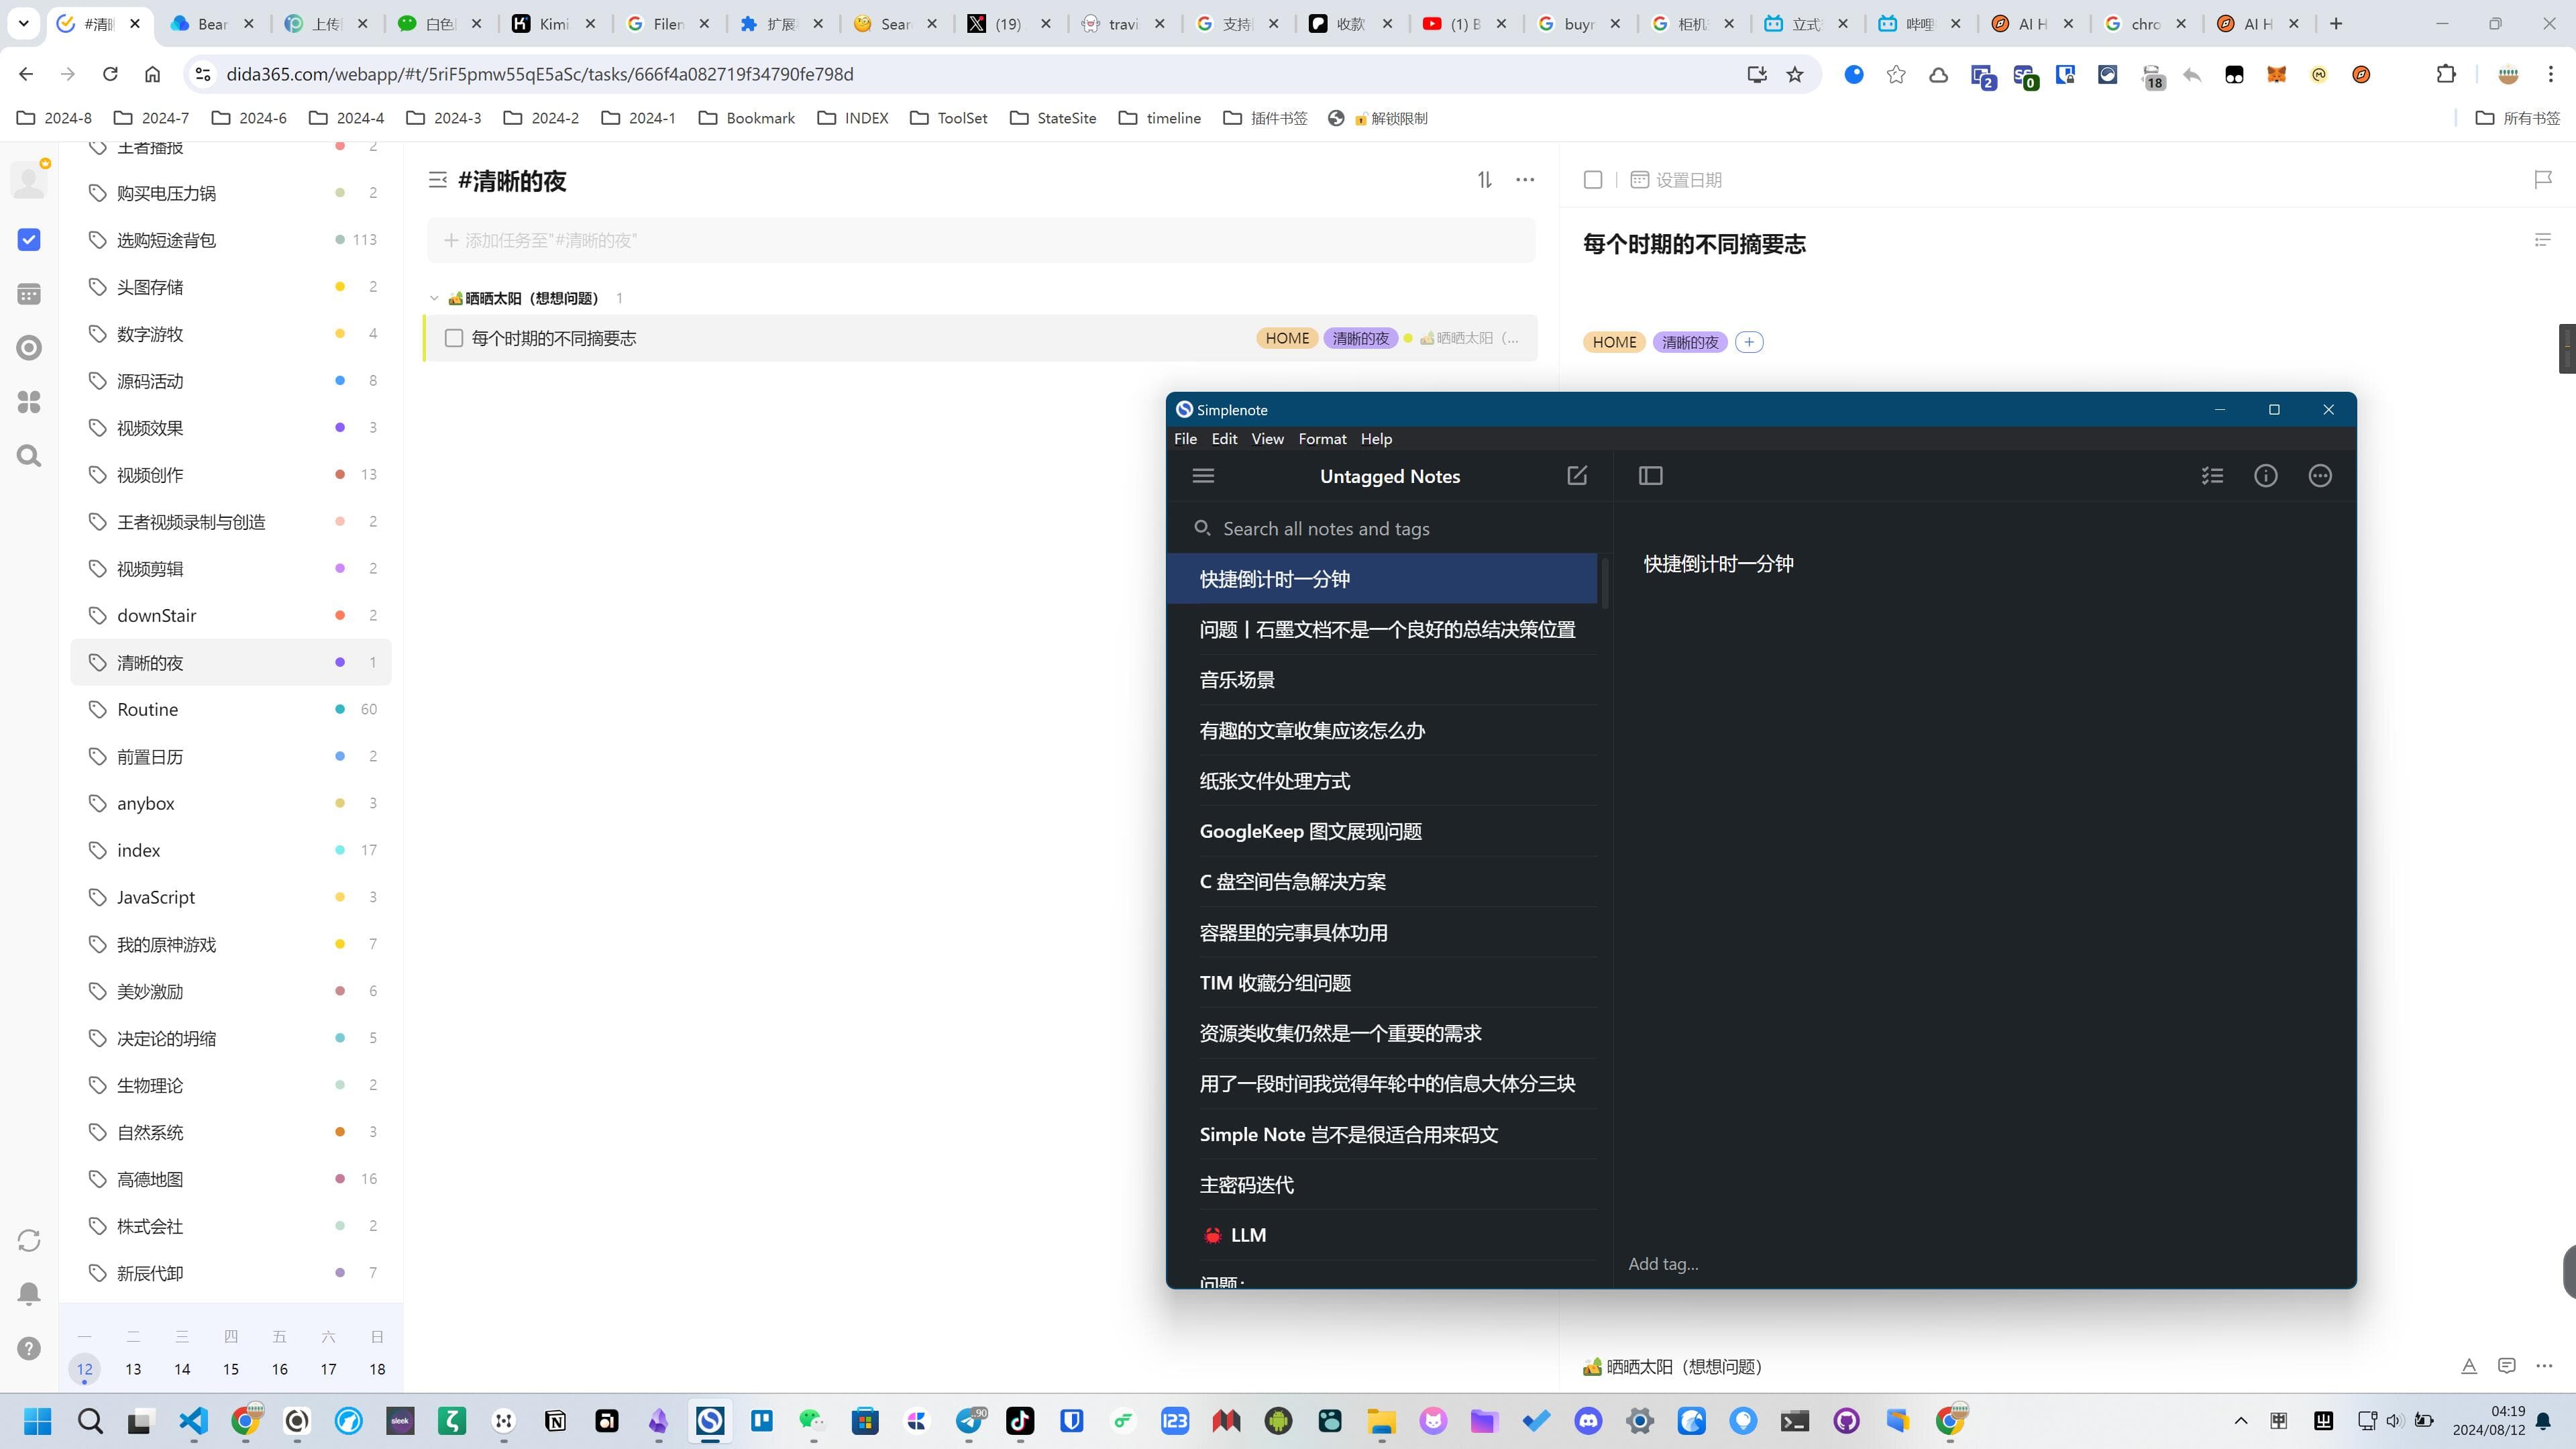 #清晰
Bear
上传
白色
Kimi
Filen
扩展
Sear
(19)
travi
支持
收款
(1) B
buyr
柜机
立式
哔哩
AI H
chro
AI H
dida365.com/webapp/#t/5riF5pmw55qE5aSc/tasks/666f4a082719f34790fe798d
2
0
18
2024-8
2024-7
2024-6
2024-4
2024-3
2024-2
2024-1
Bookmark
INDEX
ToolSet
StateSite
timeline
插件书签
解锁限制
所有书签
王者播报 2
购买电压力锅 2
选购短途背包 113
头图存储 2
数字游牧 4
源码活动 8
视频效果 3
视频创作 13
王者视频录制与创造 2
视频剪辑 2
downStair 2
清晰的夜 1
Routine 60
前置日历 2
anybox 3
index 17
JavaScript 3
我的原神游戏 7
美妙激励 6
决定论的坍缩 5
生物理论 2
自然系统 3
高德地图 16
株式会社 2
新辰代卸 7
一 二 三 四 五 六 日
12 13 14 15 16 17 18
#清晰的夜
添加任务至"#清晰的夜"
晒晒太阳（想想问题） 1
每个时期的不同摘要志
HOME 清晰的夜 晒晒太阳（...
设置日期
每个时期的不同摘要志
HOME 清晰的夜
晒晒太阳（想想问题）
Simplenote
File Edit View Format Help
Untagged Notes
Search all notes and tags
快捷倒计时一分钟
问题丨石墨文档不是一个良好的总结决策位置
音乐场景
有趣的文章收集应该怎么办
纸张文件处理方式
GoogleKeep 图文展现问题
C 盘空间告急解决方案
容器里的完事具体功用
TIM 收藏分组问题
资源类收集仍然是一个重要的需求
用了一段时间我觉得年轮中的信息大体分三块
Simple Note 岂不是很适合用来码文
主密码迭代
LLM
问题：
快捷倒计时一分钟
Add tag...
sleek
90
123
04:19
2024/08/12